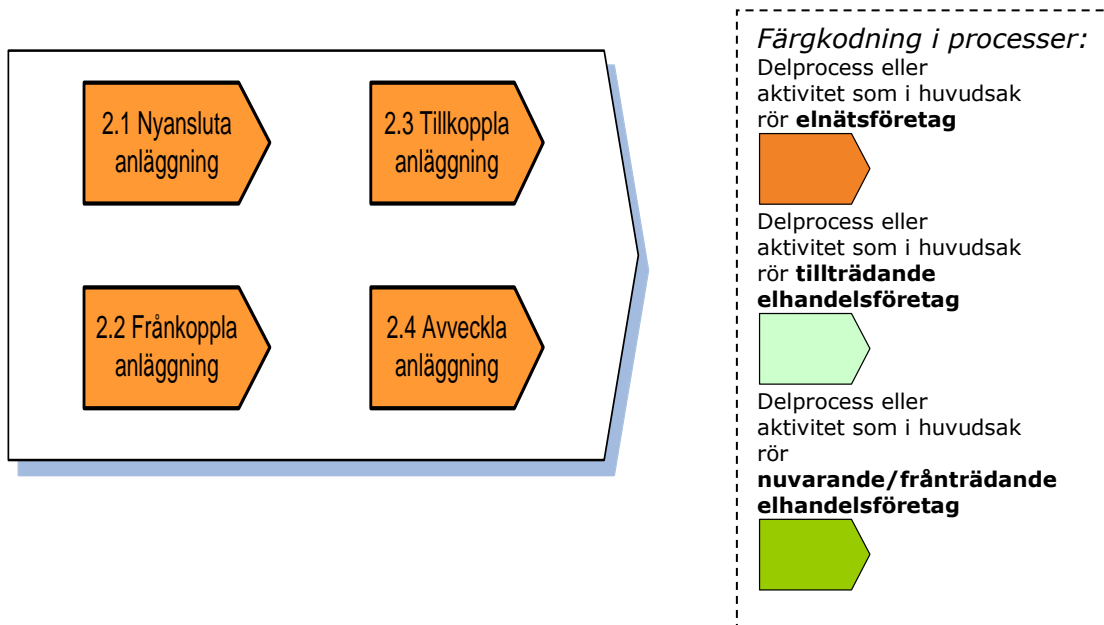 2.1 Nyansluta
anläggning
2.3 Tillkoppla
anläggning
2.2 Frånkoppla
anläggning
2.4 Avveckla
anläggning
Färgkodning i processer:
Delprocess eller
aktivitet som i huvudsak
rör elnätsföretag
Delprocess eller
aktivitet som i huvudsak
rör tillträdande
elhandelsföretag
Delprocess eller
aktivitet som i huvudsak
rör
nuvarande/frånträdande
elhandelsföretag